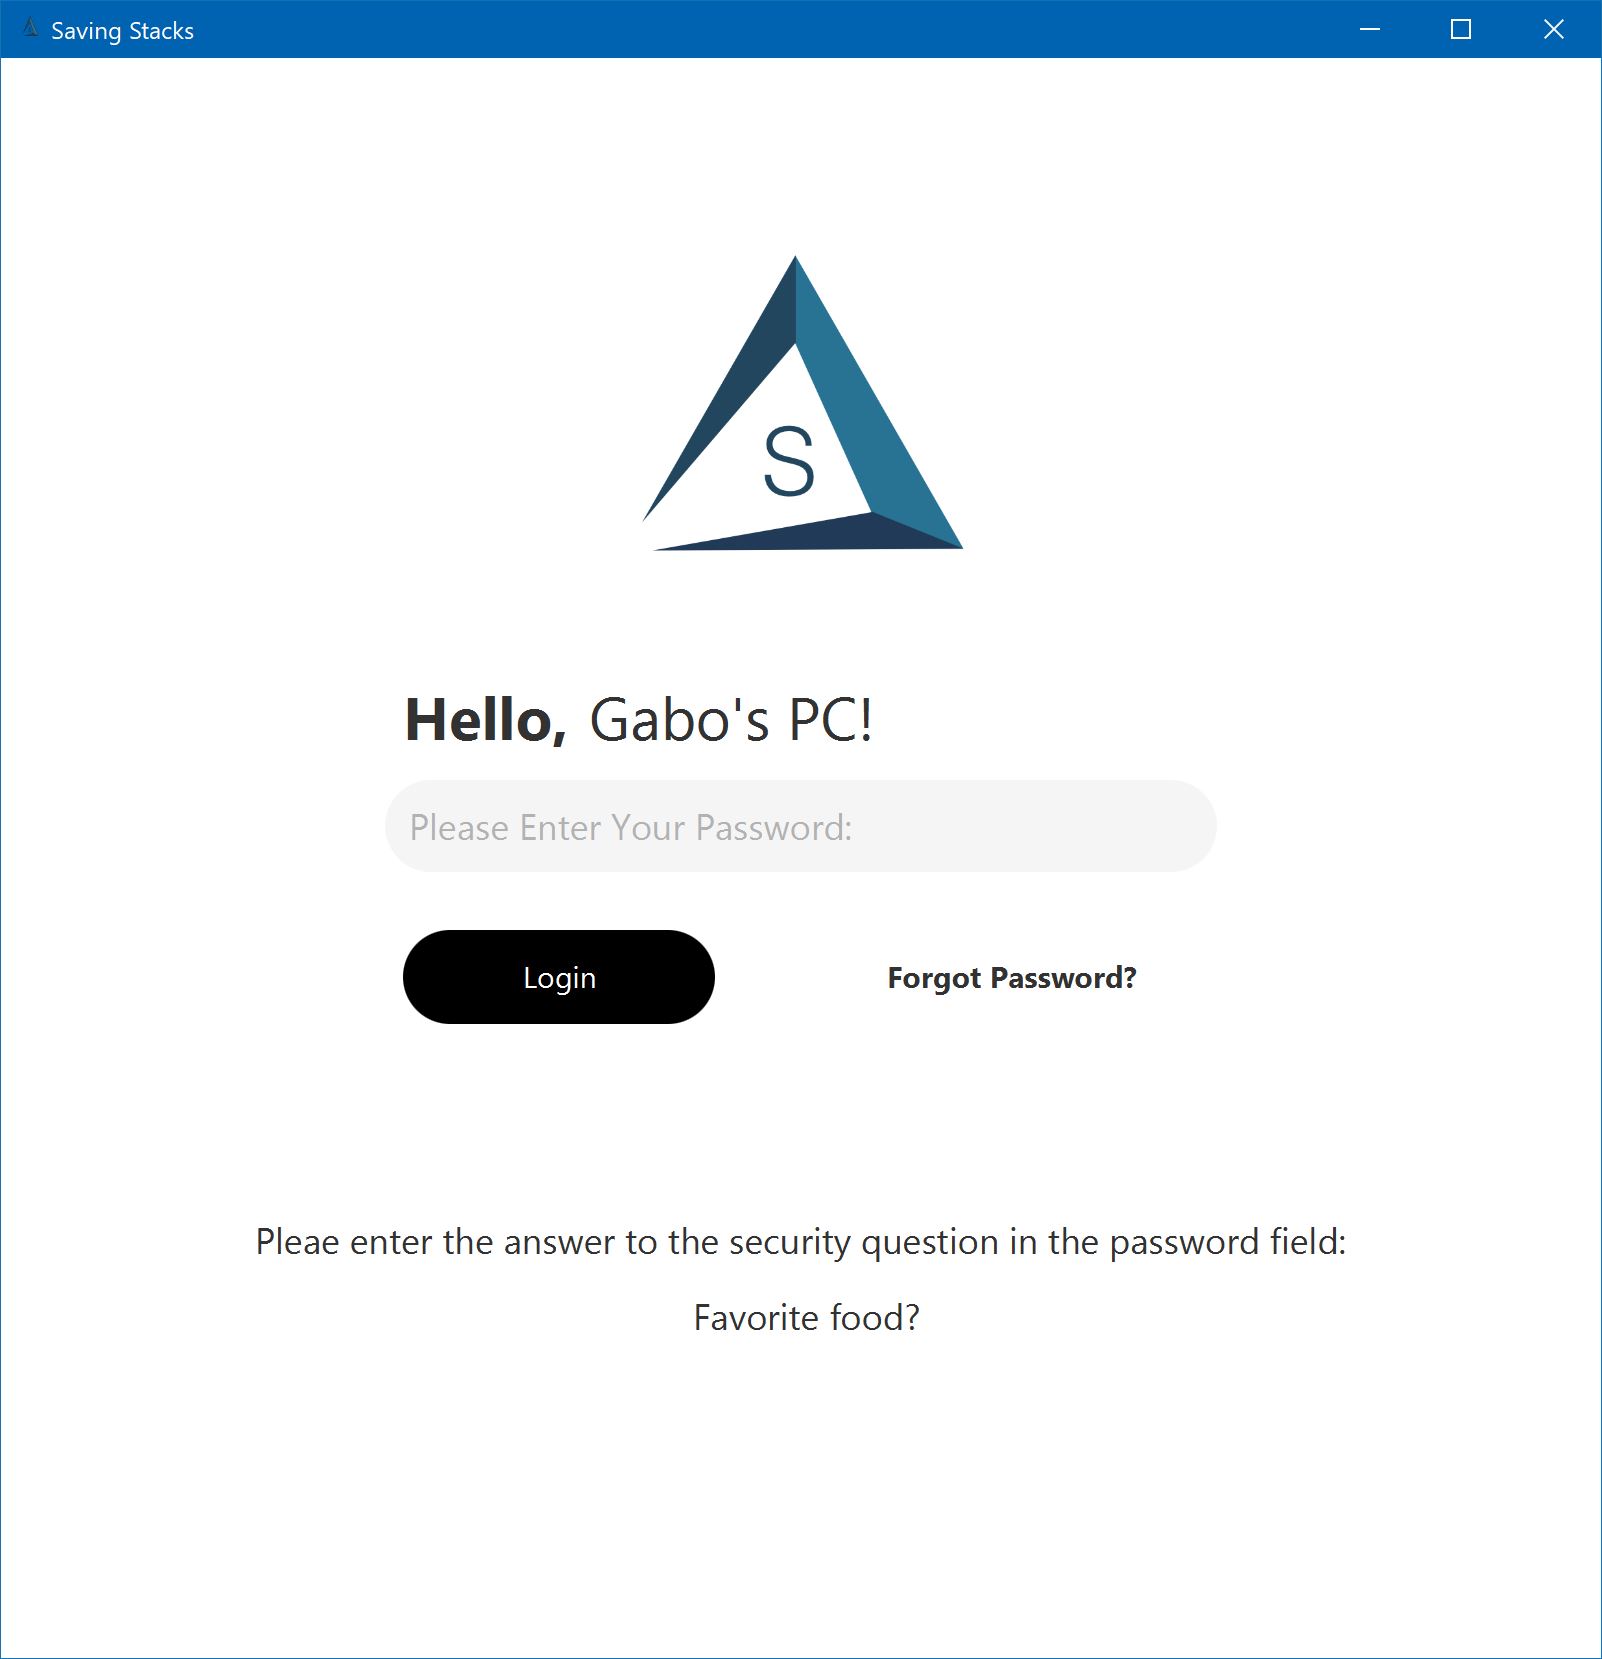 Saving Stacks
S
Hello, Gabo's PC!
Please Enter Your Password:
Login
Forgot Password?
Pleae enter the answer to the security question in the password field:
Favorite food?